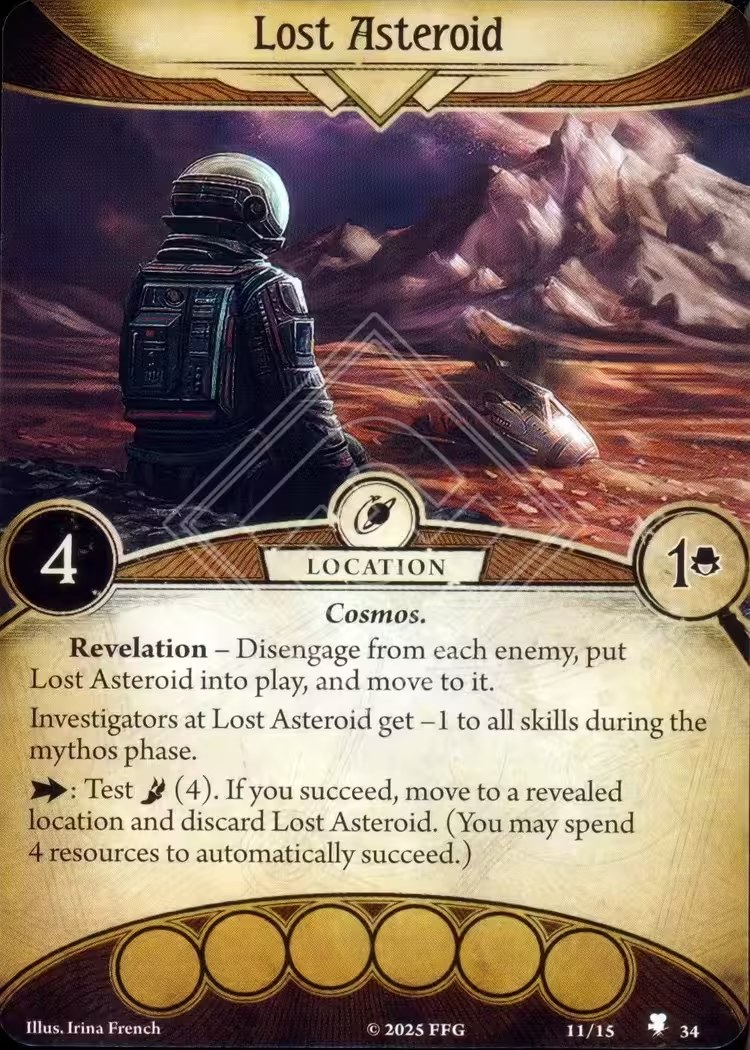 Lost Asteroid
4
LOCATION
1
Cosmos.
Revelation – Disengage from each enemy, put
Lost Asteroid into play, and move to it.
Investigators at Lost Asteroid get –1 to all skills during the
mythos phase.
: Test (4). If you succeed, move to a revealed
location and discard Lost Asteroid. (You may spend
4 resources to automatically succeed.)
Illus. Irina French
© 2025 FFG
11/15
34